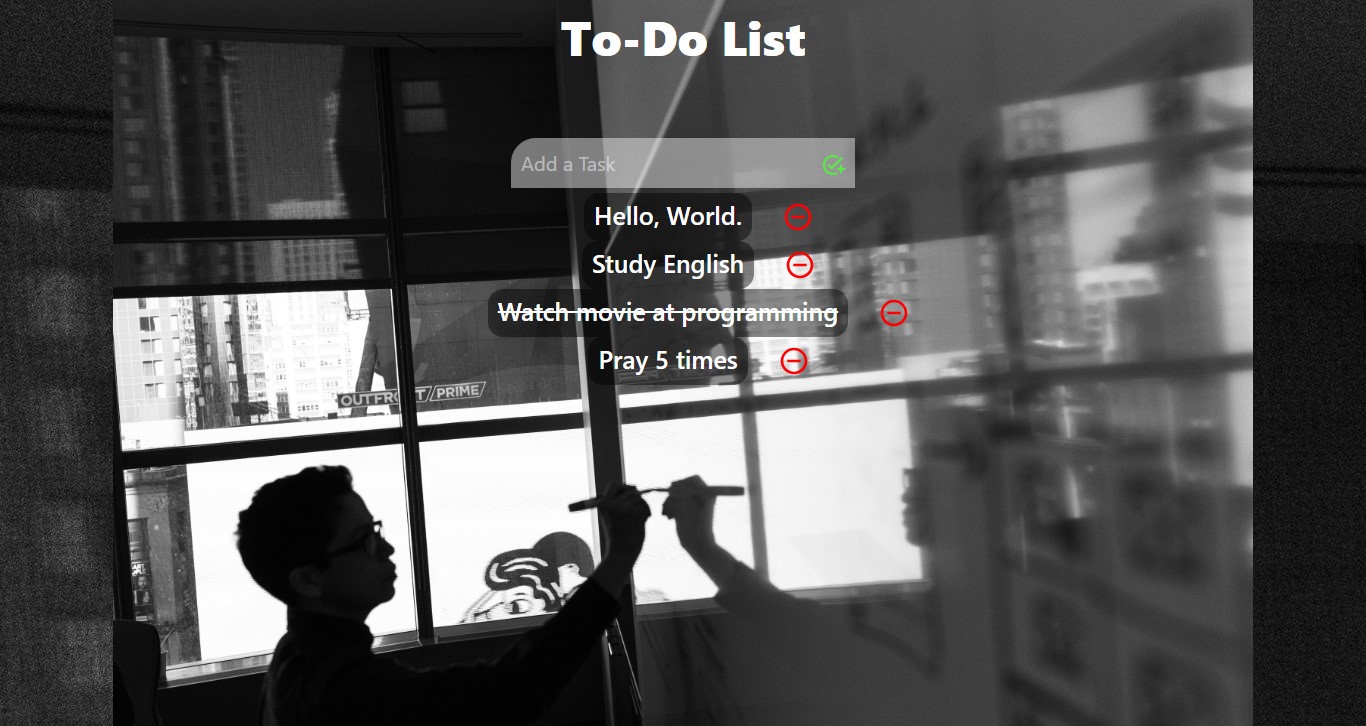 To-Do List
Add a Task
Hello, World.
Study English
Watch movie at programming
Pray 5 times
OUTFRONT/PRIME